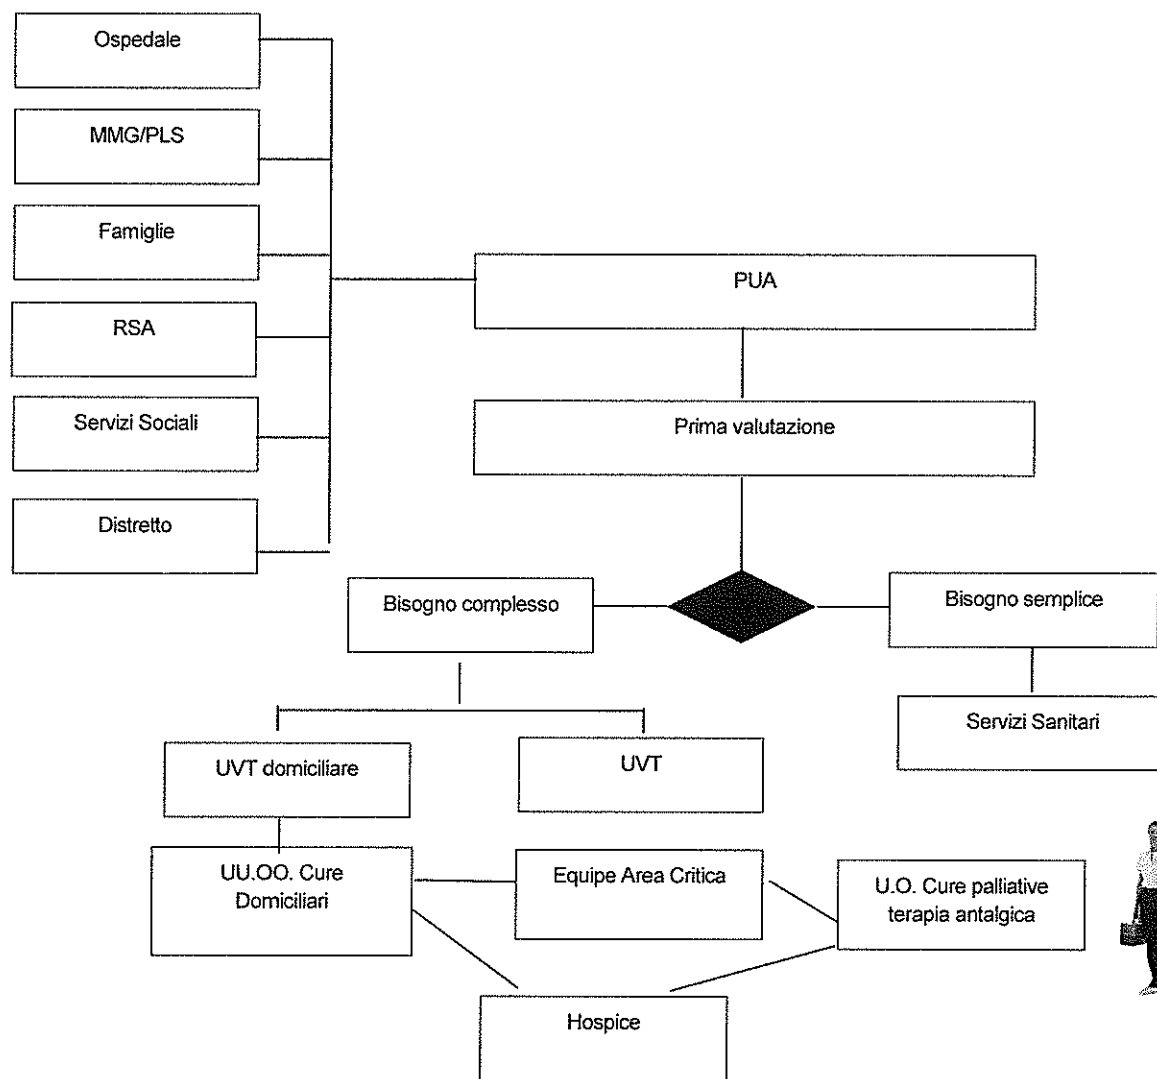 Ospedale
MMG/PLS
Famiglie
RSA
Servizi Sociali
Distretto
PUA
Prima valutazione
Bisogno complesso
Bisogno semplice
Servizi Sanitari
UVT domiciliare
UVT
UU.OO. Cure
Domiciliari
Equipe Area Critica
U.O. Cure palliative
terapia antalgica
Hospice